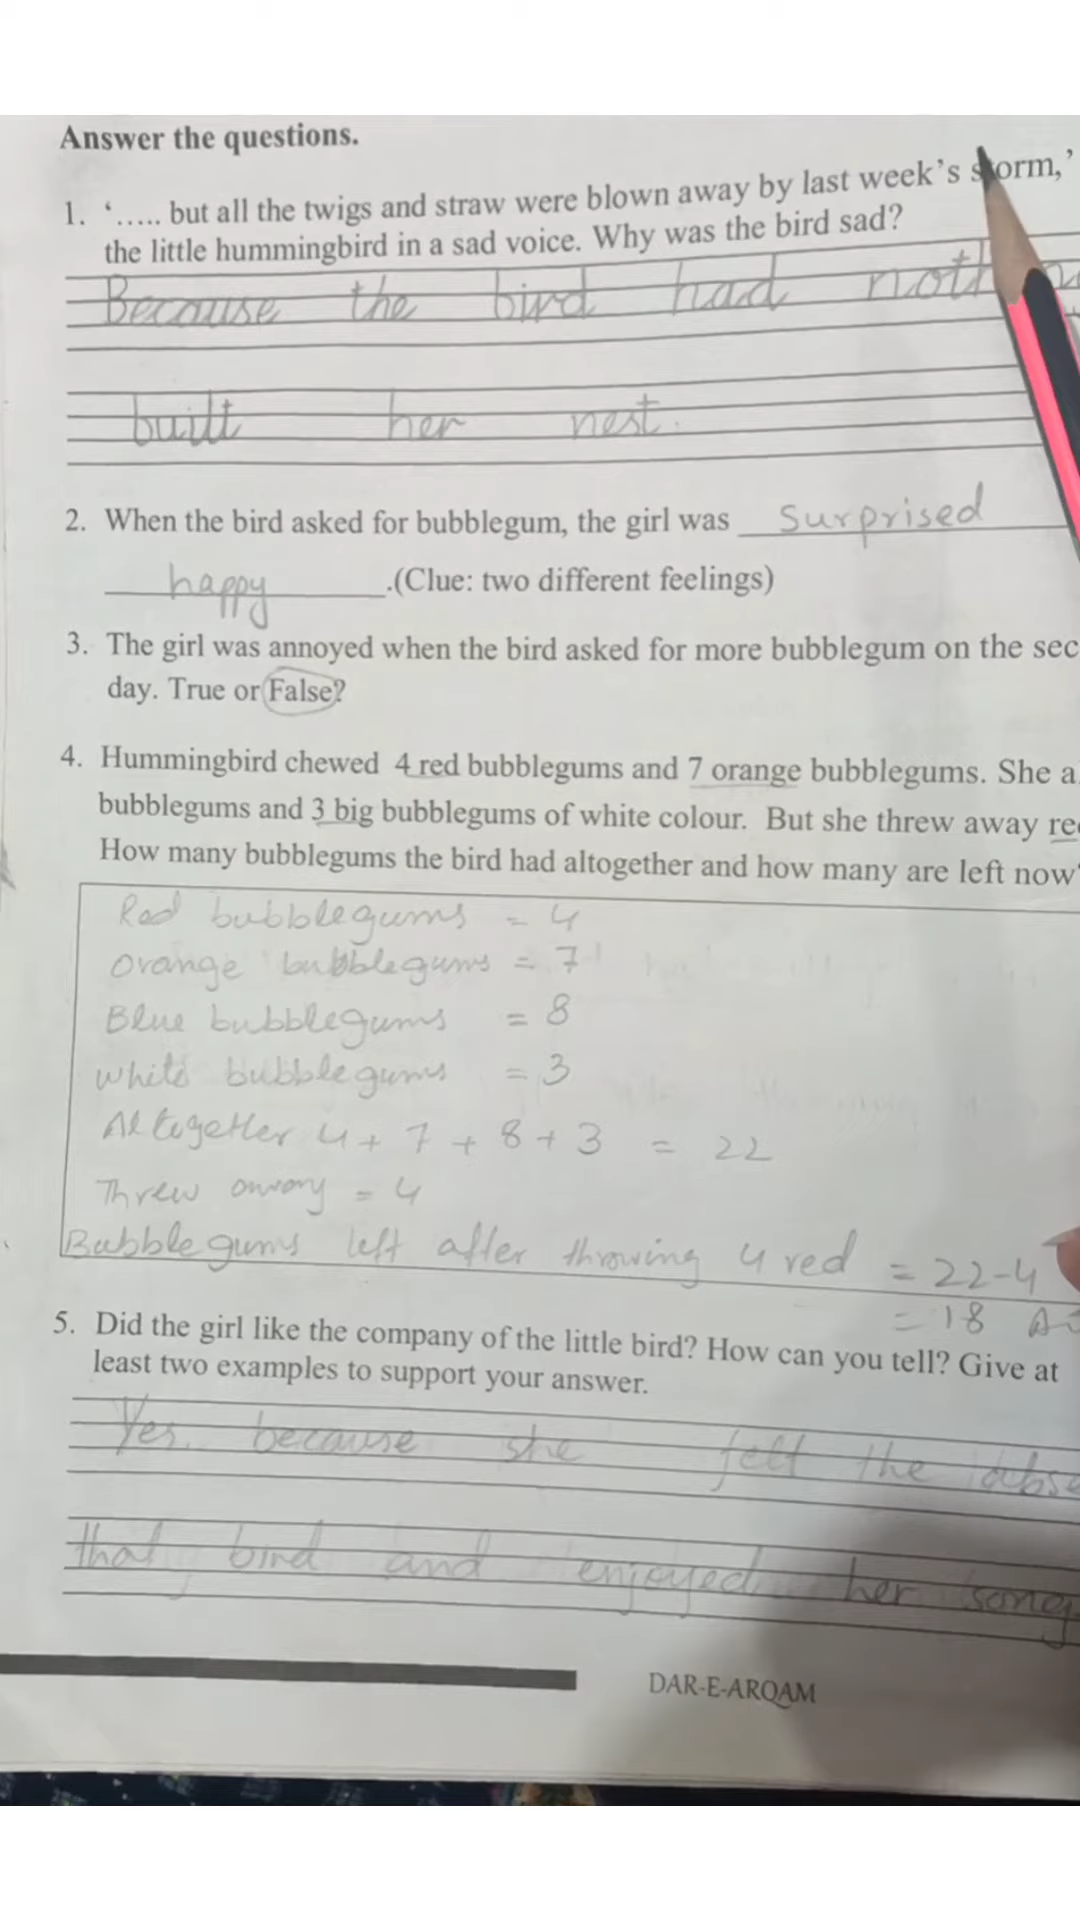 Answer the questions.
1. '..... but all the twigs and straw were blown away by last week's storm,'
the little hummingbird in a sad voice. Why was the bird sad?
Because the bird had
built her nest.
2. When the bird asked for bubblegum, the girl was surprised
happy .(Clue: two different feelings)
3. The girl was annoyed when the bird asked for more bubblegum on the sec
day. True or False?
4. Hummingbird chewed 4 red bubblegums and 7 orange bubblegums. She a
bubblegums and 3 big bubblegums of white colour. But she threw away re
How many bubblegums the bird had altogether and how many are left now
Red bubblegums = 4
Orange bubblegums = 7
Blue bubblegums = 8
White bubblegums = 3
Altogether 4 + 7 + 8 + 3 = 22
Threw away = 4
Bubblegums left after throwing 4 red = 22-4
= 18
5. Did the girl like the company of the little bird? How can you tell? Give at
least two examples to support your answer.
Yes, because she felt the abse
that bird and enjoyed her song
DAR-E-ARQAM